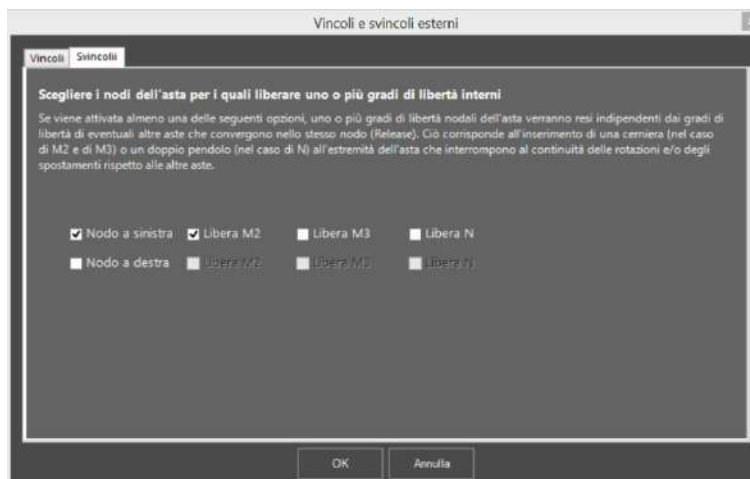 Vincoli e svincoli esterni
Vincoli Svincolii
Scegliere i nodi dell'asta per i quali liberare uno o più gradi di libertà interni
Se viene attivata almeno una delle seguenti opzioni, uno o più gradi di libertà nodali dell'asta verranno resi indipendenti dai gradi di
libertà di eventuali altre aste che convergono nello stesso nodo (Release). Ciò corrisponde all'inserimento di una cerniera (nel caso
di M2 e di M3) o un doppio pendolo (nel caso di N) all'estremità dell'asta che interrompono al continuità delle rotazioni e/o degli
spostamenti rispetto alle altre aste.
Nodo a sinistra Libera M2 Libera M3 Libera N
Nodo a destra Libera M2 Libera M3 Libera N
OK Annulla